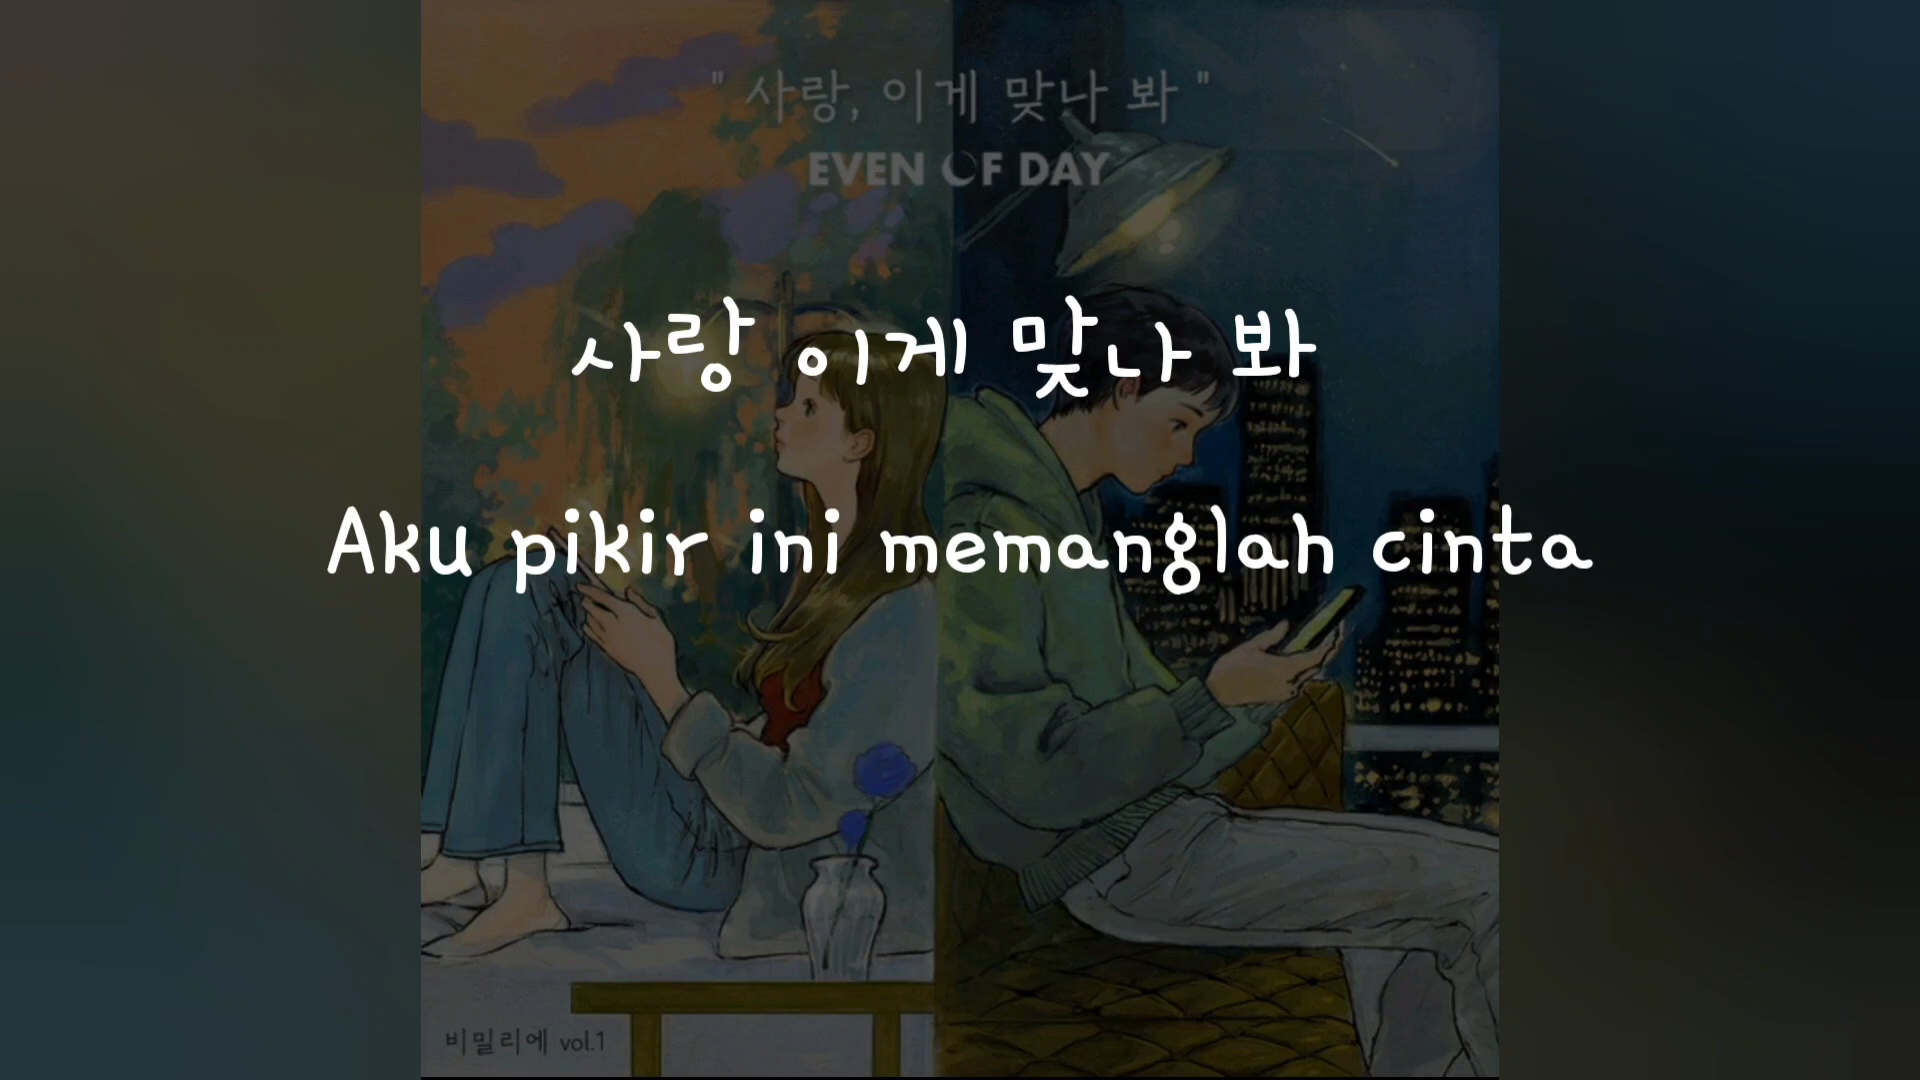 " 사랑, 이게 맞나 봐 "
EVEN OF DAY
사랑 이게 맞나 봐
Aku pikir ini memanglah cinta
비밀리에 vol.1